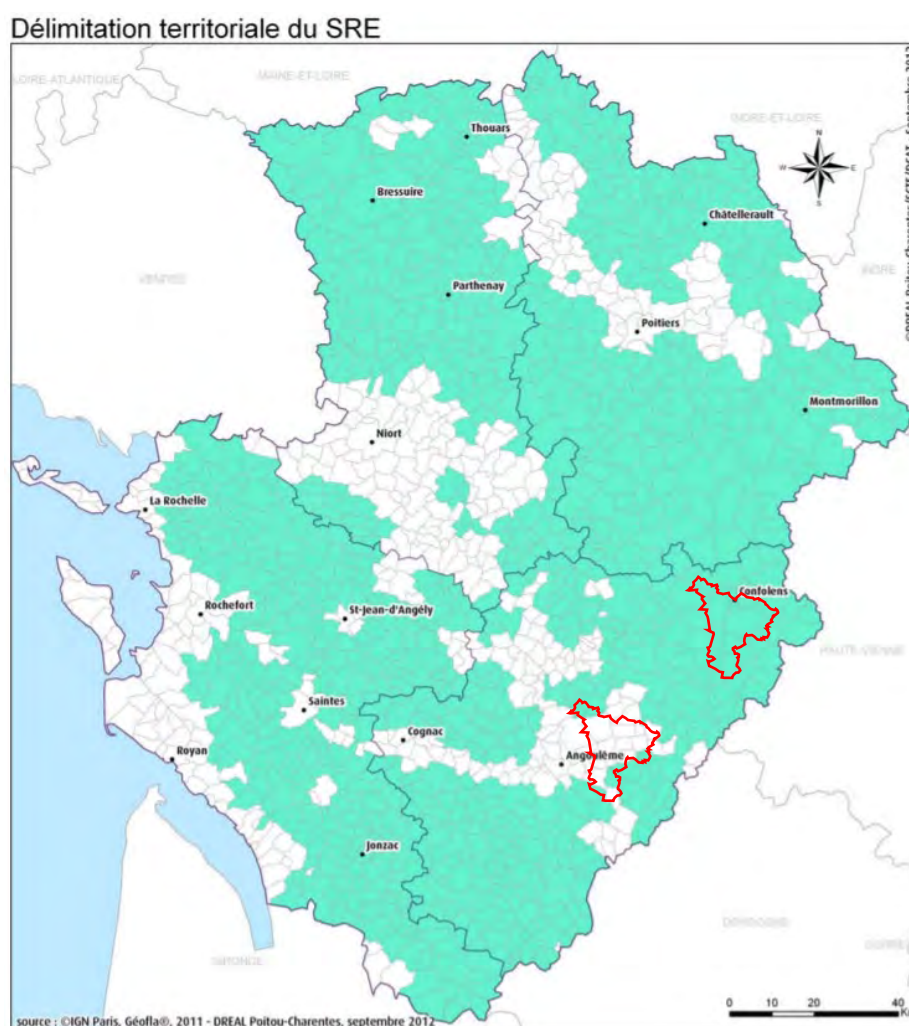 Délimitation territoriale du SRE
LOIRE-ATLANTIQUE
MAINE-ET-LOIRE
INDRE-ET-LOIRE
N
W
E
S
Thouars
Bressuire
Châtellerault
VENDEE
INDRE
Parthenay
Poitiers
Montmorillon
Niort
La Rochelle
Confolens
Rochefort
St-Jean-d'Angély
HAUTE-VIENNE
Saintes
Cognac
Royan
Angoulême
Jonzac
DORDOGNE
GIRONDE
0 10 20 40
source : ©IGN Paris, Géofla®, 2011 - DREAL Poitou-Charentes, septembre 2012